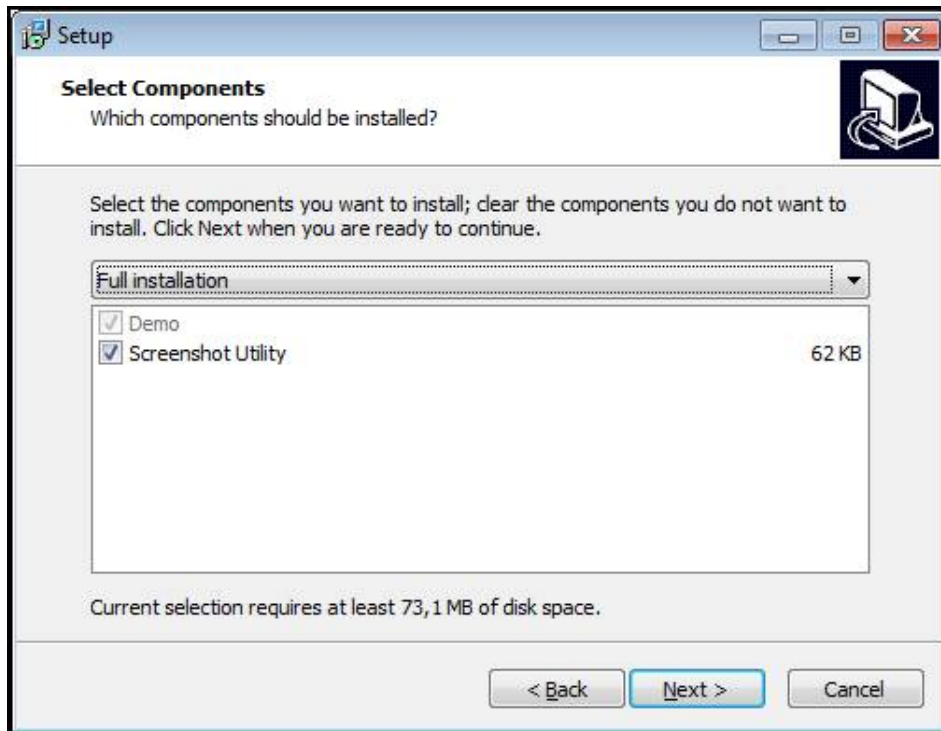 Setup
Select Components
Which components should be installed?
Select the components you want to install; clear the components you do not want to
install. Click Next when you are ready to continue.
Full installation
Demo
Screenshot Utility 62 KB
Current selection requires at least 73,1 MB of disk space.
< Back Next > Cancel